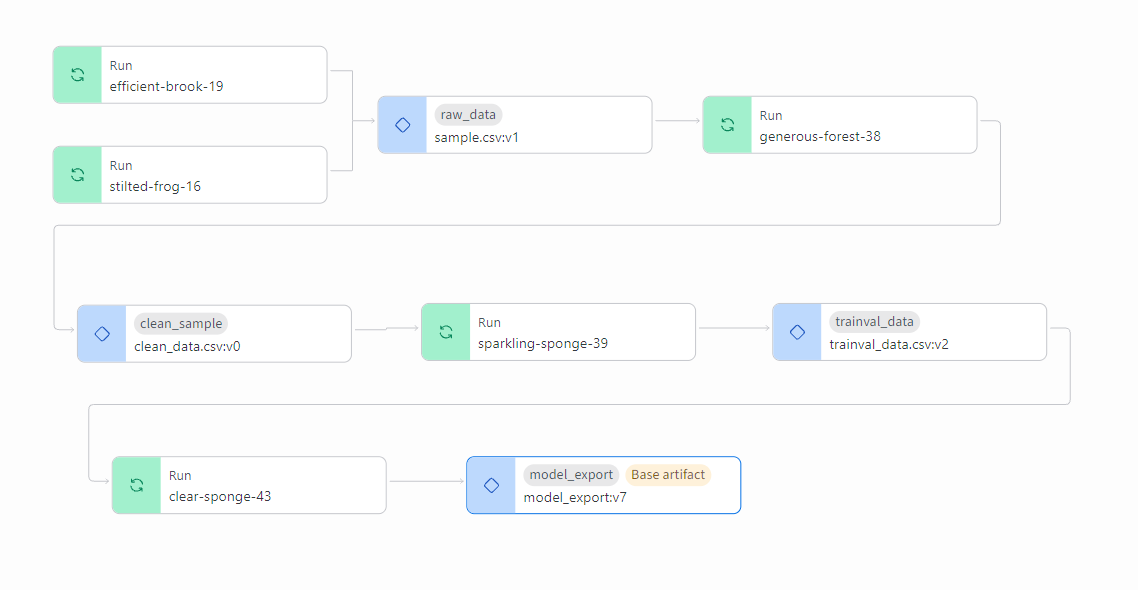 Run
efficient-brook-19
Run
stilted-frog-16
raw_data
sample.csv:v1
Run
generous-forest-38
clean_sample
clean_data.csv:v0
Run
sparkling-sponge-39
trainval_data
trainval_data.csv:v2
Run
clear-sponge-43
model_export Base artifact
model_export:v7